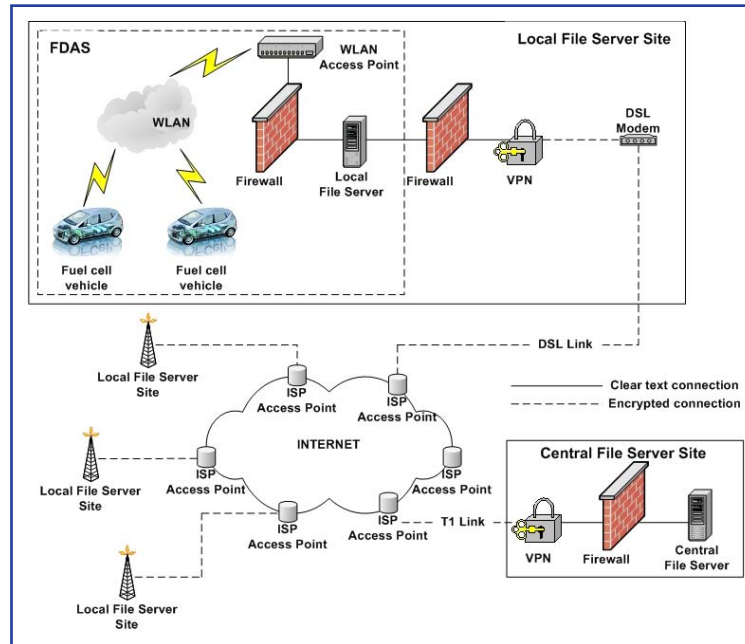 FDAS
WLAN
Access Point
Local File Server Site
WLAN
DSL
Modem
Firewall
Local
File Server
Firewall
VPN
Fuel cell
vehicle
Fuel cell
vehicle
DSL Link
Local File Server
Site
ISP
Access Point
ISP
Access Point
Clear text connection
Encrypted connection
INTERNET
Local File Server
Site
ISP
Access Point
ISP
Access Point
Central File Server Site
ISP
Access Point
ISP
Access Point
T1 Link
VPN
Firewall
Central
File Server
Local File Server
Site